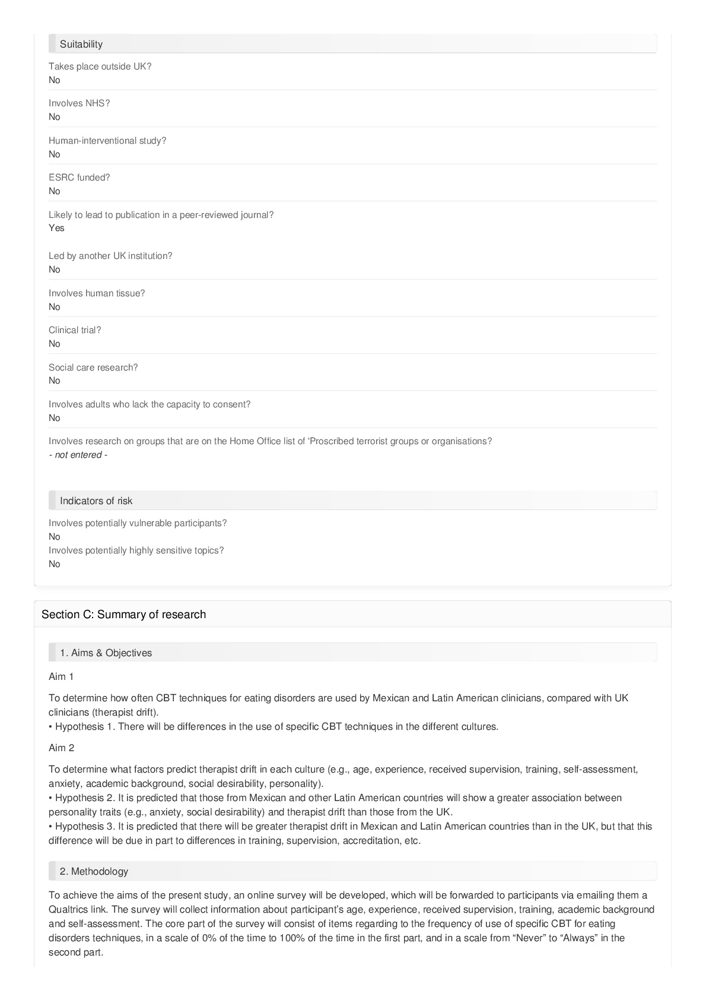 Suitability
Takes place outside UK?
No
Involves NHS?
No
Human-interventional study?
No
ESRC funded?
No
Likely to lead to publication in a peer-reviewed journal?
Yes
Led by another UK institution?
No
Involves human tissue?
No
Clinical trial?
No
Social care research?
No
Involves adults who lack the capacity to consent?
No
Involves research on groups that are on the Home Office list of 'Proscribed terrorist groups or organisations?
- not entered -
Indicators of risk
Involves potentially vulnerable participants?
No
Involves potentially highly sensitive topics?
No
Section C: Summary of research
1. Aims & Objectives
Aim 1
To determine how often CBT techniques for eating disorders are used by Mexican and Latin American clinicians, compared with UK
clinicians (therapist drift).
• Hypothesis 1. There will be differences in the use of specific CBT techniques in the different cultures.
Aim 2
To determine what factors predict therapist drift in each culture (e.g., age, experience, received supervision, training, self-assessment,
anxiety, academic background, social desirability, personality).
• Hypothesis 2. It is predicted that those from Mexican and other Latin American countries will show a greater association between
personality traits (e.g., anxiety, social desirability) and therapist drift than those from the UK.
• Hypothesis 3. It is predicted that there will be greater therapist drift in Mexican and Latin American countries than in the UK, but that this
difference will be due in part to differences in training, supervision, accreditation, etc.
2. Methodology
To achieve the aims of the present study, an online survey will be developed, which will be forwarded to participants via emailing them a
Qualtrics link. The survey will collect information about participant’s age, experience, received supervision, training, academic background
and self-assessment. The core part of the survey will consist of items regarding to the frequency of use of specific CBT for eating
disorders techniques, in a scale of 0% of the time to 100% of the time in the first part, and in a scale from “Never” to “Always” in the
second part.